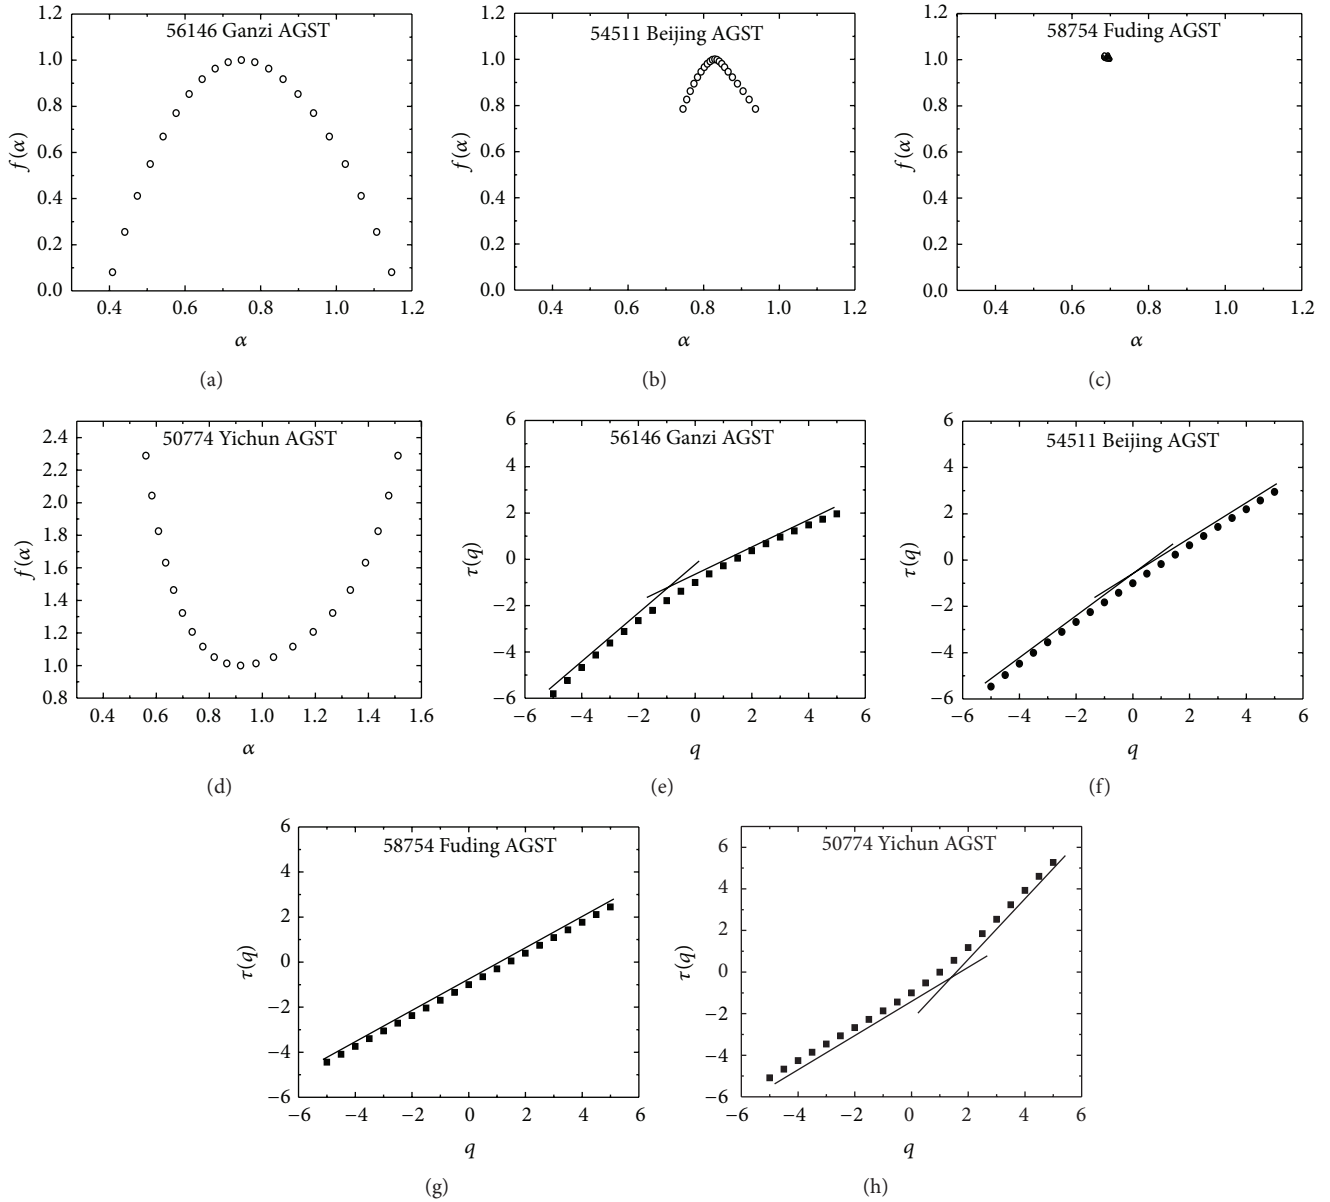 1.2
1.0
0.8
0.6
0.4
0.2
0.0
f(α)
56146 Ganzi AGST
0.4 0.6 0.8 1.0 1.2
α
(a)
1.2
1.0
0.8
0.6
0.4
0.2
0.0
f(α)
54511 Beijing AGST
0.4 0.6 0.8 1.0 1.2
α
(b)
1.2
1.0
0.8
0.6
0.4
0.2
0.0
f(α)
58754 Fuding AGST
0.4 0.6 0.8 1.0 1.2
α
(c)
2.4
2.2
2.0
1.8
1.6
1.4
1.2
1.0
0.8
f(α)
50774 Yichun AGST
0.4 0.6 0.8 1.0 1.2 1.4 1.6
α
(d)
6
4
2
0
−2
−4
−6
τ(q)
56146 Ganzi AGST
−6 −4 −2 0 2 4 6
q
(e)
6
4
2
0
−2
−4
−6
τ(q)
54511 Beijing AGST
−6 −4 −2 0 2 4 6
q
(f)
6
4
2
0
−2
−4
−6
τ(q)
58754 Fuding AGST
−6 −4 −2 0 2 4 6
q
(g)
6
4
2
0
−2
−4
−6
τ(q)
50774 Yichun AGST
−6 −4 −2 0 2 4 6
q
(h)